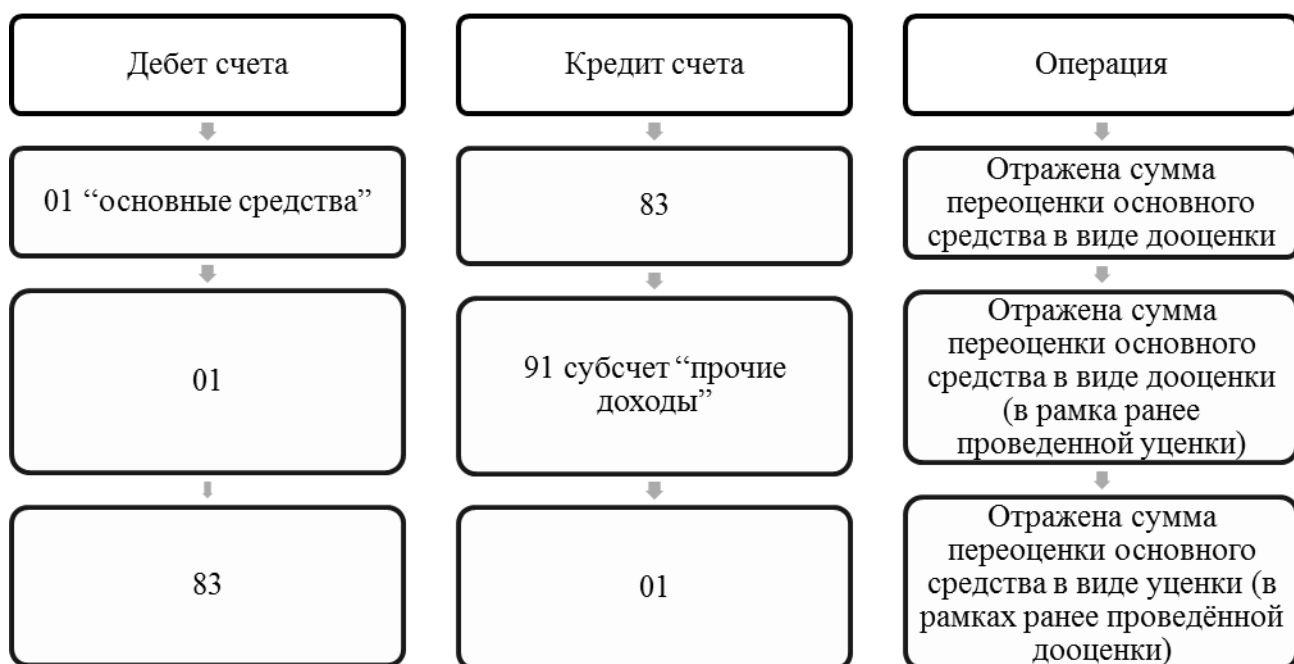 Дебет счета
Кредит счета
Операция
01 “основные средства”
83
Отражена сумма
переоценки основного
средства в виде дооценки
01
91 субсчет “прочие
доходы”
Отражена сумма
переоценки основного
средства в виде дооценки
(в рамка ранее
проведенной уценки)
83
01
Отражена сумма
переоценки основного
средства в виде уценки (в
рамках ранее проведённой
дооценки)